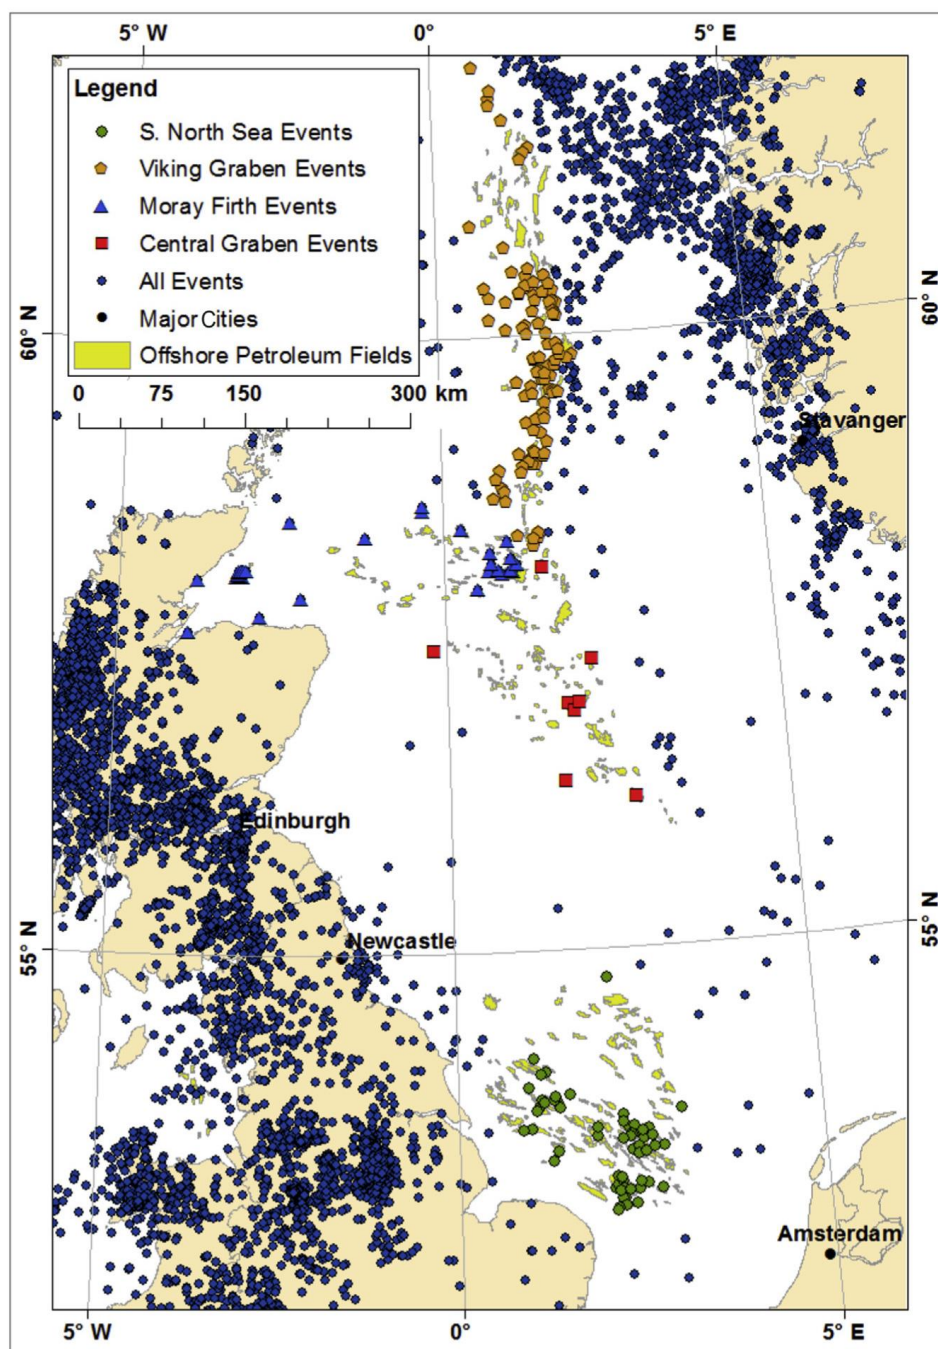 5° W 0° 5° E
Legend
S. North Sea Events
Viking Graben Events
Moray Firth Events
Central Graben Events
All Events
Major Cities
Offshore Petroleum Fields
0 75 150 300 km
60° N
60° N
Stavanger
Edinburgh
Newcastle
55° N
55° N
Amsterdam
5° W 0° 5° E